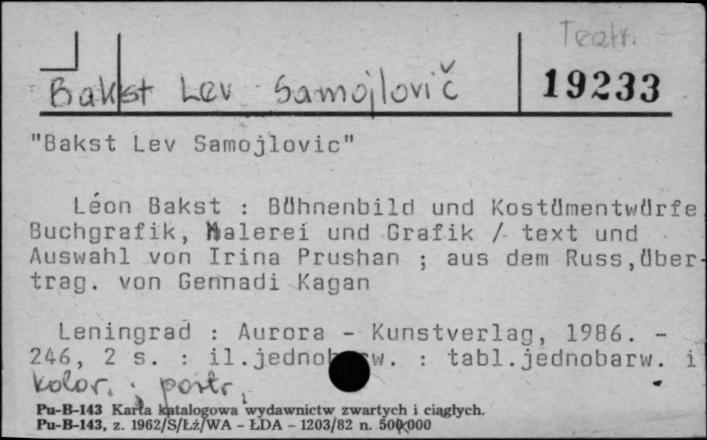 Teatr.
Bakst Lev Samojlovič
19233
"Bakst Lev Samojlovic"
Léon Bakst : Bühnenbild und Kostümentwürfe
Buchgrafik, Malerei und Grafik / text und
Auswahl von Irina Prushan ; aus dem Russ,über-
trag. von Gennadi Kagan
Leningrad : Aurora - Kunstverlag, 1986. -
246, 2 s. : il.jednobarw. : tabl.jednobarw. i
kolor. ; portr.
Pu-B-143 Karta katalogowa wydawnictw zwartych i ciągłych.
Pu-B-143, z. 1962/S/Łż/WA – ŁDA – 1203/82 n. 500.000